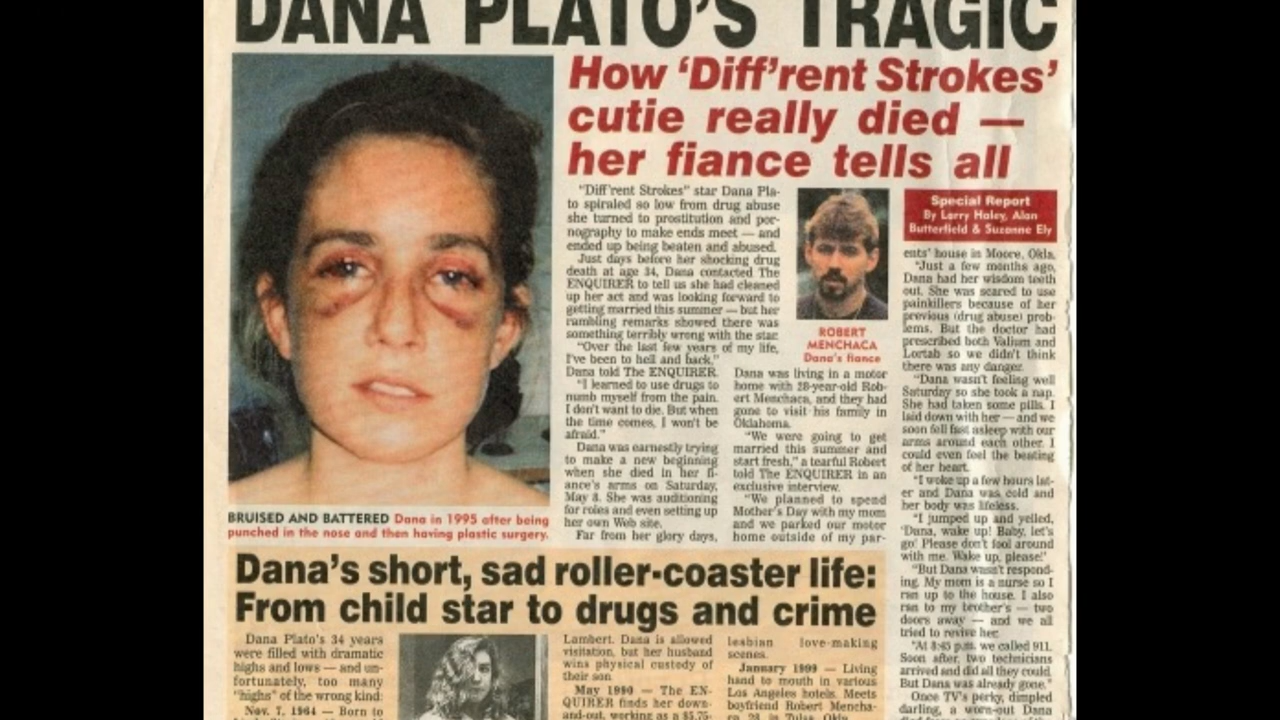 DANA PLATO'S TRAGIC
How 'Diff'rent Strokes'
cutie really died —
her fiance tells all
"Diff'rent Strokes" star Dana Pla-
to spiraled so low from drug abuse
she turned to prostitution and por-
nography to make ends meet — and
ended up being beaten and abused.
Just days before her shocking drug
death at age 34, Dana contacted The
ENQUIRER to tell us she had cleaned
up her act and was looking forward to
getting married this summer — but her
rambling remarks showed there was
something terribly wrong with the star.
"Over the last few years of my life,
I've been to hell and back,"
Dana told The ENQUIRER.
"I learned to use drugs to
numb myself from the pain.
I don't want to die. But when
the time comes, I won't be
afraid."
Dana was earnestly trying
to make a new beginning
when she died in her fi-
ance's arms on Saturday,
May 8. She was auditioning
for roles and even setting up
her own Web site.
Far from her glory days,
ROBERT
MENCHACA
Dana's fiance
Dana was living in a motor
home with 28-year-old Rob-
ert Menchaca, and they had
gone to visit his family in
Oklahoma.
"We were going to get
married this summer and
start fresh," a tearful Robert
told The ENQUIRER in an
exclusive interview.
"We planned to spend
Mother's Day with my mom
and we parked our motor
home outside of my par-
Special Report
By Larry Haley, Alan
Butterfield & Suzanne Ely
ents' house in Moore, Okla.
"Just a few months ago,
Dana had her wisdom teeth
out. She was scared to use
painkillers because of her
previous (drug abuse) prob-
lems. But the doctor had
prescribed both Valium and
Lortab so we didn't think
there was any danger.
"Dana wasn't feeling well
Saturday so she took a nap.
She had taken some pills. I
laid down with her — and we
soon fell fast asleep with our
arms around each other. I
could even feel the beating
of her heart.
"I woke up a few hours lat-
er and Dana was cold and
her body was lifeless.
"I jumped up and yelled,
'Dana, wake up! Baby, let's
go! Please don't fool around
with me. Wake up, please!'
"But Dana wasn't respond-
ing. My mom is a nurse so I
ran up to the house. I also
ran to my brother's — two
doors away — and we all
tried to revive her.
"At p.m. we called 911.
Soon after, two technicians
arrived and did all they could.
But Dana was already gone."
Once TV's perky, dimpled
darling, a worn-out Dana
BRUISED AND BATTERED Dana in 1995 after being
punched in the nose and then having plastic surgery.
Dana's short, sad roller-coaster life:
From child star to drugs and crime
Dana Plato's 34 years
were filled with dramatic
highs and lows — and un-
fortunately, too many
"highs" of the wrong kind:
Nov. 7, 1964 — Born to
Lambert. Dana is allowed
visitation, but her husband
wins physical custody of
their son.
May 1990 — The EN-
QUIRER finds her down-
and-out, working as a $5.75-
lesbian love-making
scenes.
January 1999 — Living
hand to mouth in various
Los Angeles hotels. Meets
boyfriend Robert Mencha-
ca, 28, in Tulsa, Okla.